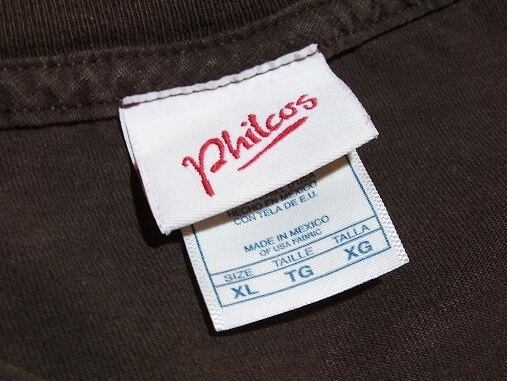 Philcos
HECHO EN MEXICO
CON TELA DE E.U.
MADE IN MEXICO
OF USA FABRIC
SIZE TAILLE TALLA
XL TG XG